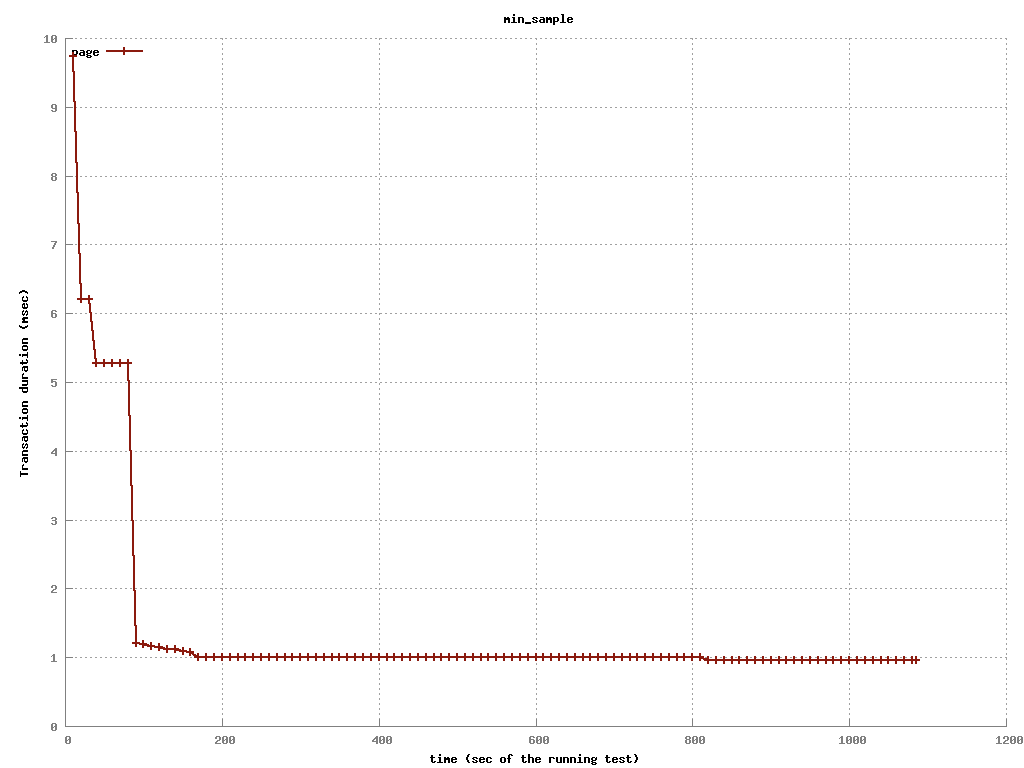 min_sample
10
page
9
8
7
6
5
4
3
2
1
0
Transaction duration (msec)
0 200 400 600 800 1000 1200
time (sec of the running test)